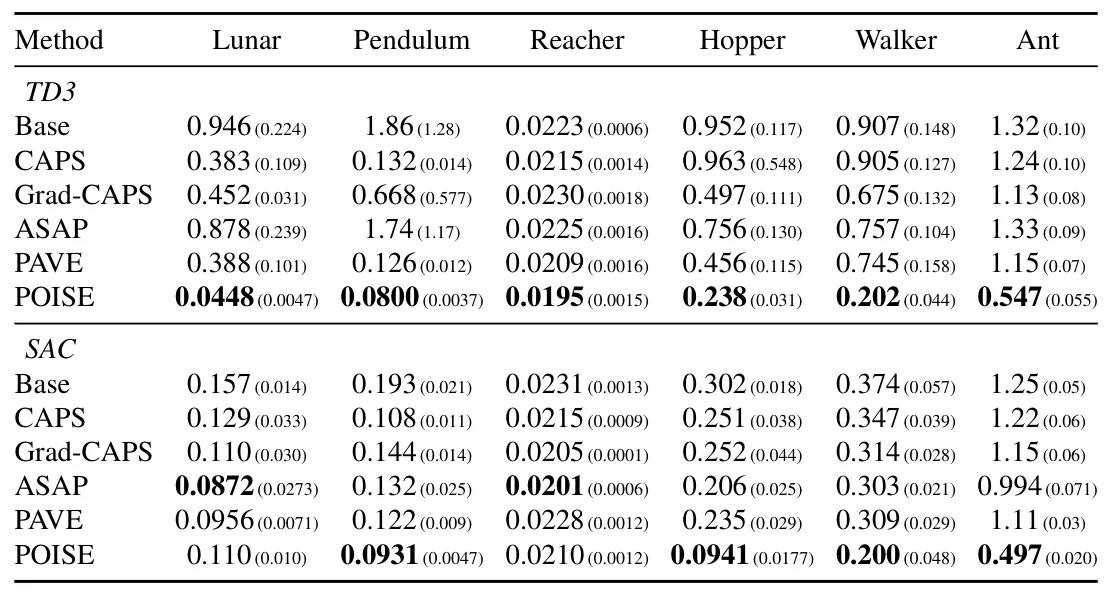 Method Lunar Pendulum Reacher Hopper Walker Ant
TD3
Base 0.946 (0.224) 1.86 (1.28) 0.0223 (0.0006) 0.952 (0.117) 0.907 (0.148) 1.32 (0.10)
CAPS 0.383 (0.109) 0.132 (0.014) 0.0215 (0.0014) 0.963 (0.548) 0.905 (0.127) 1.24 (0.10)
Grad-CAPS 0.452 (0.031) 0.668 (0.577) 0.0230 (0.0018) 0.497 (0.111) 0.675 (0.132) 1.13 (0.08)
ASAP 0.878 (0.239) 1.74 (1.17) 0.0225 (0.0016) 0.756 (0.130) 0.757 (0.104) 1.33 (0.09)
PAVE 0.388 (0.101) 0.126 (0.012) 0.0209 (0.0016) 0.456 (0.115) 0.745 (0.158) 1.15 (0.07)
POISE 0.0448 (0.0047) 0.0800 (0.0037) 0.0195 (0.0015) 0.238 (0.031) 0.202 (0.044) 0.547 (0.055)
SAC
Base 0.157 (0.014) 0.193 (0.021) 0.0231 (0.0013) 0.302 (0.018) 0.374 (0.057) 1.25 (0.05)
CAPS 0.129 (0.033) 0.108 (0.011) 0.0215 (0.0009) 0.251 (0.038) 0.347 (0.039) 1.22 (0.06)
Grad-CAPS 0.110 (0.030) 0.144 (0.014) 0.0205 (0.0001) 0.252 (0.044) 0.314 (0.028) 1.15 (0.06)
ASAP 0.0872 (0.0273) 0.132 (0.025) 0.0201 (0.0006) 0.206 (0.025) 0.303 (0.021) 0.994 (0.071)
PAVE 0.0956 (0.0071) 0.122 (0.009) 0.0228 (0.0012) 0.235 (0.029) 0.309 (0.029) 1.11 (0.03)
POISE 0.110 (0.010) 0.0931 (0.0047) 0.0210 (0.0012) 0.0941 (0.0177) 0.200 (0.048) 0.497 (0.020)